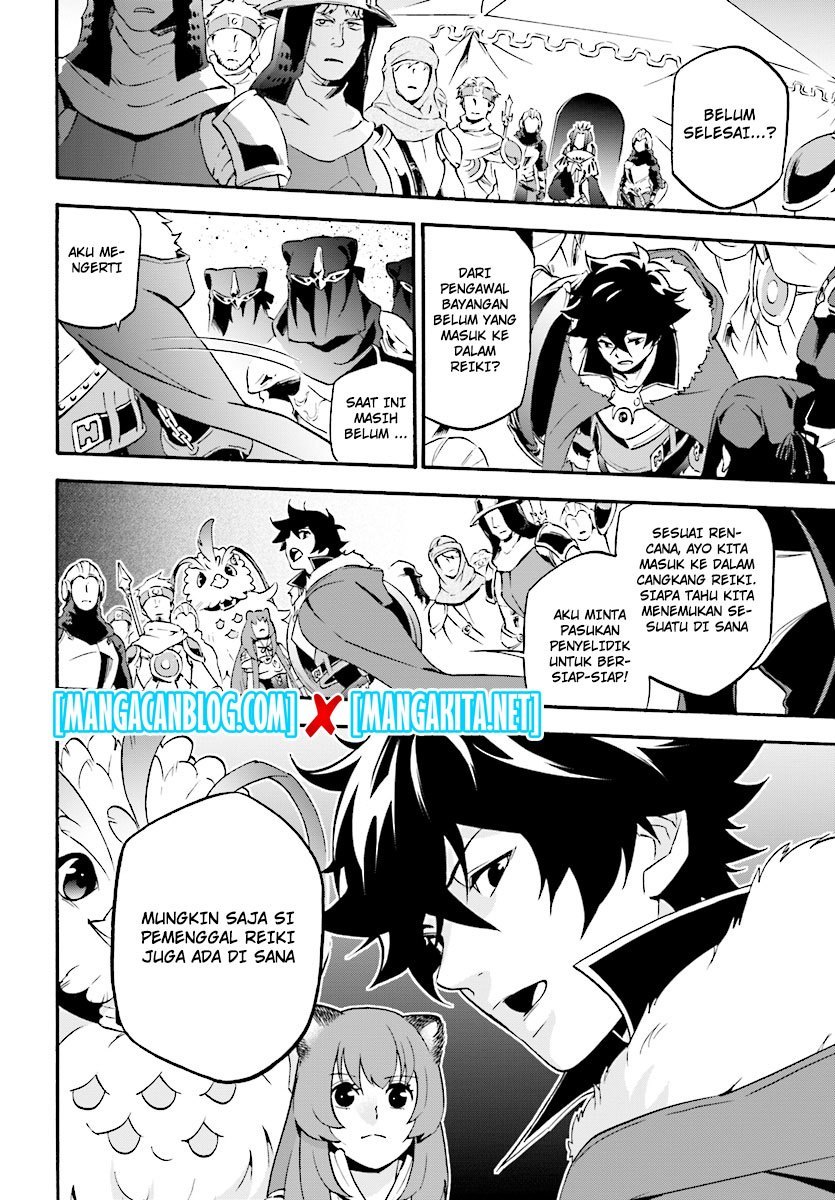 BELUM
SELESAI...?
DARI
PENGAWAL
BAYANGAN
BELUM YANG
MASUK KE
DALAM
REIKI?
AKU ME-
NGERTI
SAAT INI
MASIH
BELUM ...
SESUAI REN-
CANA, AYO KITA
MASUK KE DALAM
CANGKANG REIKI.
SIAPA TAHU KITA
MENEMUKAN SE-
SUATU DI SANA
AKU MINTA
PASUKAN
PENYELIDIK
UNTUK BER-
SIAP-SIAP!
[MANGACANBLOG.COM] X [MANGAKITA.NET]
MUNGKIN SAJA SI
PEMENGGAL REIKI
JUGA ADA DI SANA